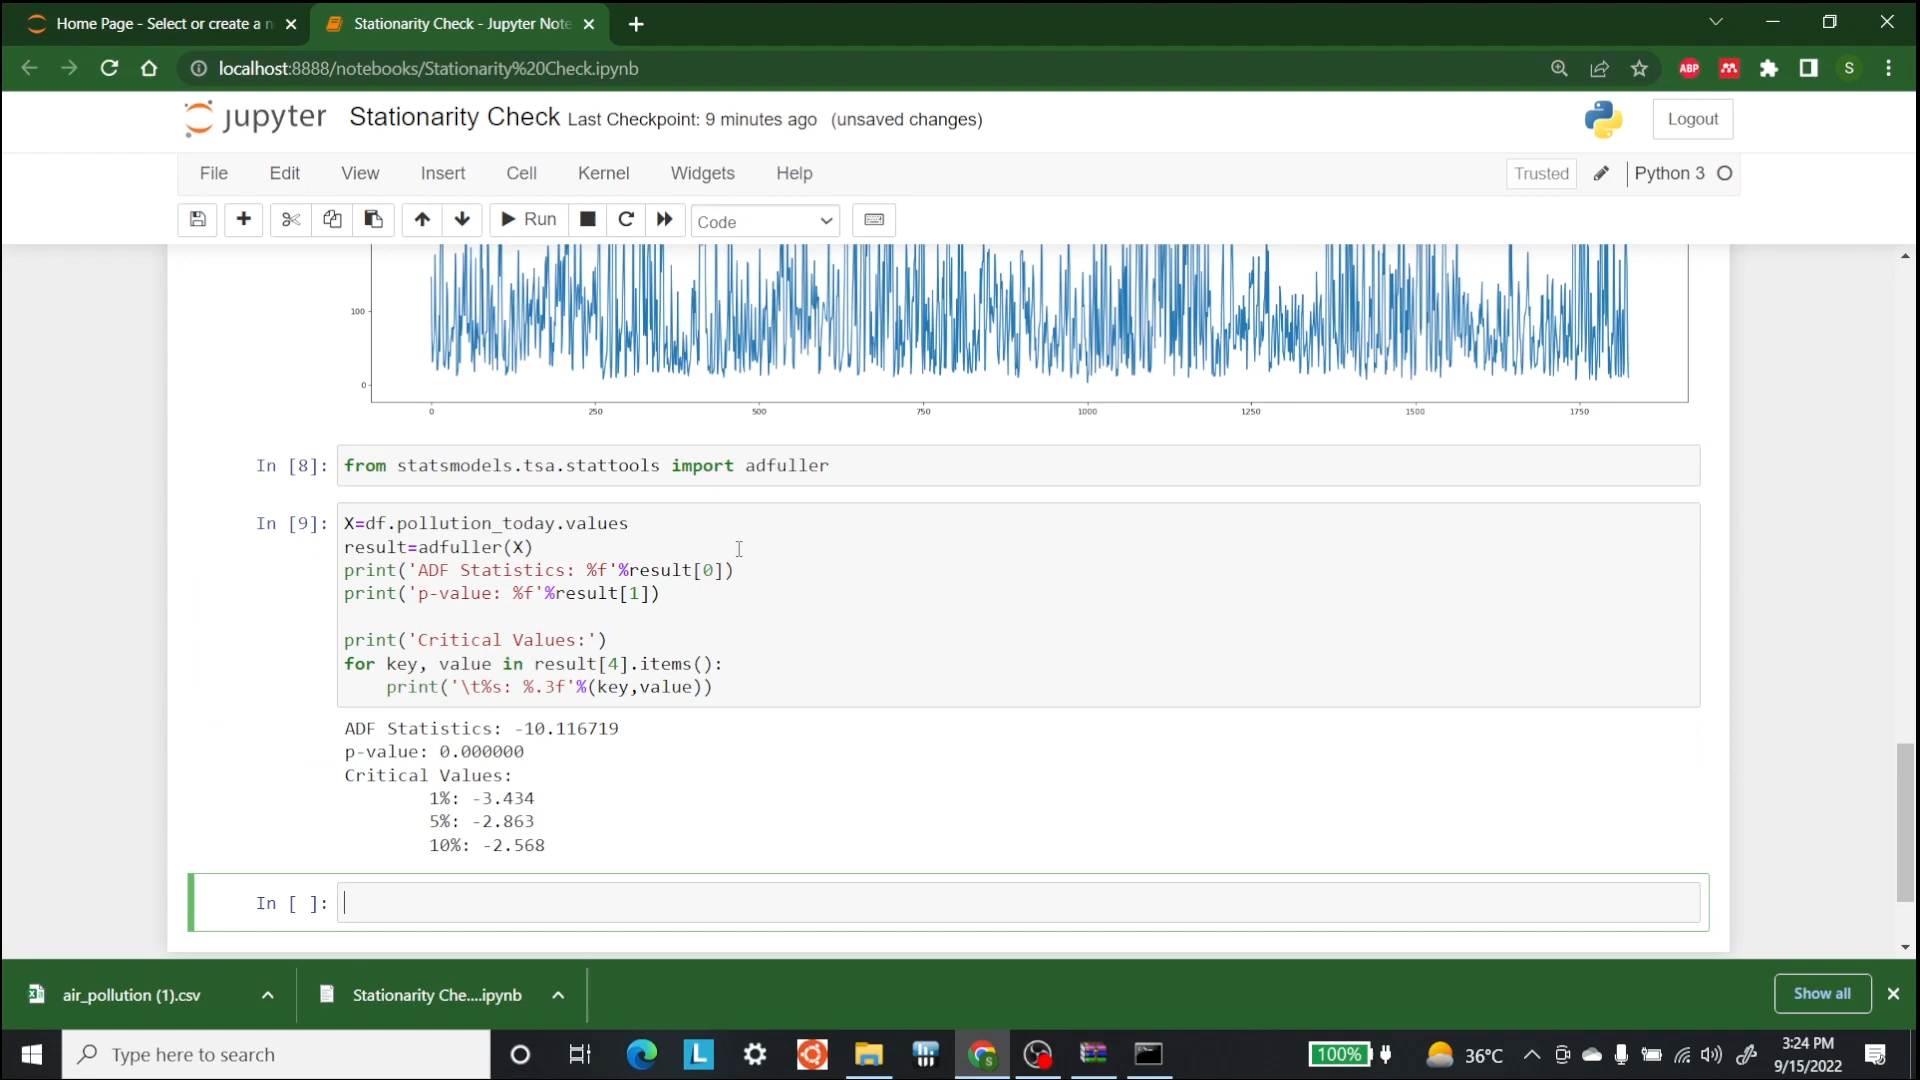 Home Page - Select or create a n
Stationarity Check - Jupyter Note
localhost:8888/notebooks/Stationarity%20Check.ipynb
ABP
S
jupyter Stationarity Check Last Checkpoint: 9 minutes ago (unsaved changes)
Logout
File Edit View Insert Cell Kernel Widgets Help
Trusted Python 3
Run Code
100
0
0 250 500 750 1000 1250 1500 1750
In [8]: from statsmodels.tsa.stattools import adfuller
In [9]: X=df.pollution_today.values
result=adfuller(X)
print('ADF Statistics: %f'%result[0])
print('p-value: %f'%result[1])
print('Critical Values:')
for key, value in result[4].items():
print('\t%s: %.3f'%(key,value))
ADF Statistics: -10.116719
p-value: 0.000000
Critical Values:
1%: -3.434
5%: -2.863
10%: -2.568
In [ ]:
air_pollution (1).csv
Stationarity Che....ipynb
Show all
Type here to search
L
S
100%
36°C
3:24 PM
9/15/2022